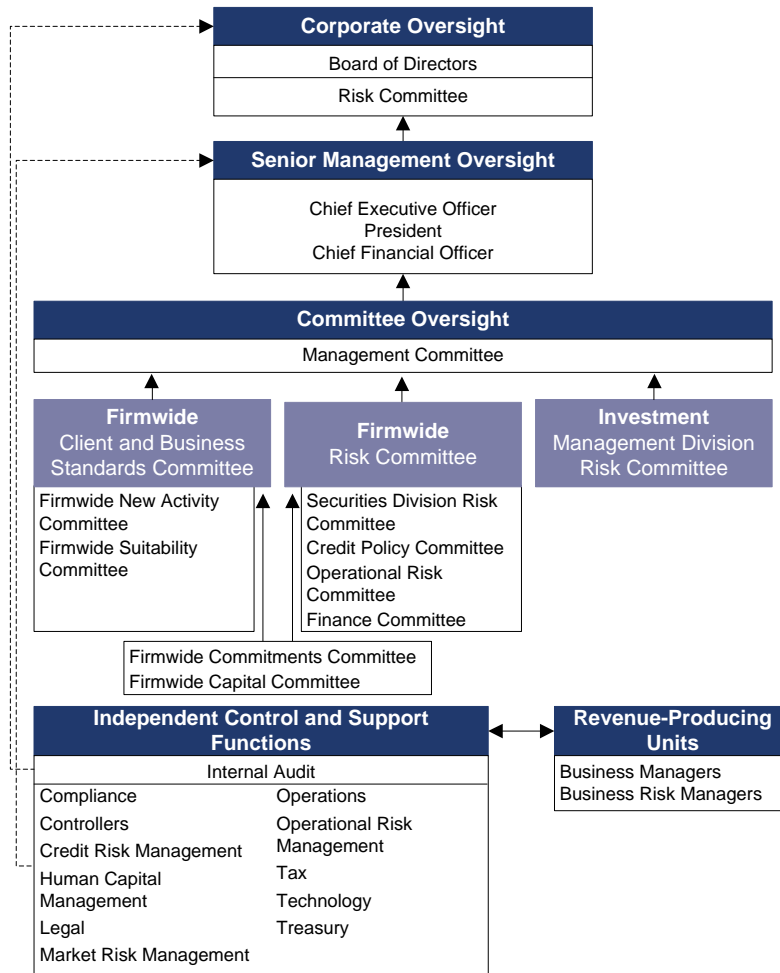 Corporate Oversight
Board of Directors
Risk Committee
Senior Management Oversight
Chief Executive Officer
President
Chief Financial Officer
Committee Oversight
Management Committee
Firmwide
Client and Business
Standards Committee
Firmwide New Activity
Committee
Firmwide Suitability
Committee
Firmwide
Risk Committee
Securities Division Risk
Committee
Credit Policy Committee
Operational Risk
Committee
Finance Committee
Investment
Management Division
Risk Committee
Firmwide Commitments Committee
Firmwide Capital Committee
Independent Control and Support
Functions
Internal Audit
Compliance
Controllers
Credit Risk Management
Human Capital
Management
Legal
Market Risk Management
Operations
Operational Risk
Management
Tax
Technology
Treasury
Revenue-Producing
Units
Business Managers
Business Risk Managers